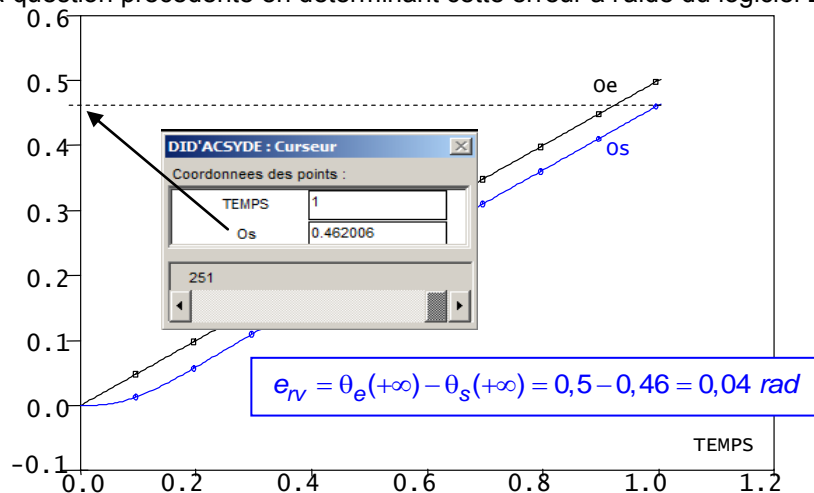 question précédente en déterminant cette erreur à l'aide du logiciel
0.6
0.5
0.4
0.3
0.2
0.1
0.0
-0.1
Oe
Os
DID'ACSYDE : Curseur
Coordonnees des points :
TEMPS 1
Os 0.462006
251
e_rv = θ_e(+∞) − θ_s(+∞) = 0,5 − 0,46 = 0,04 rad
TEMPS
0.0 0.2 0.4 0.6 0.8 1.0 1.2